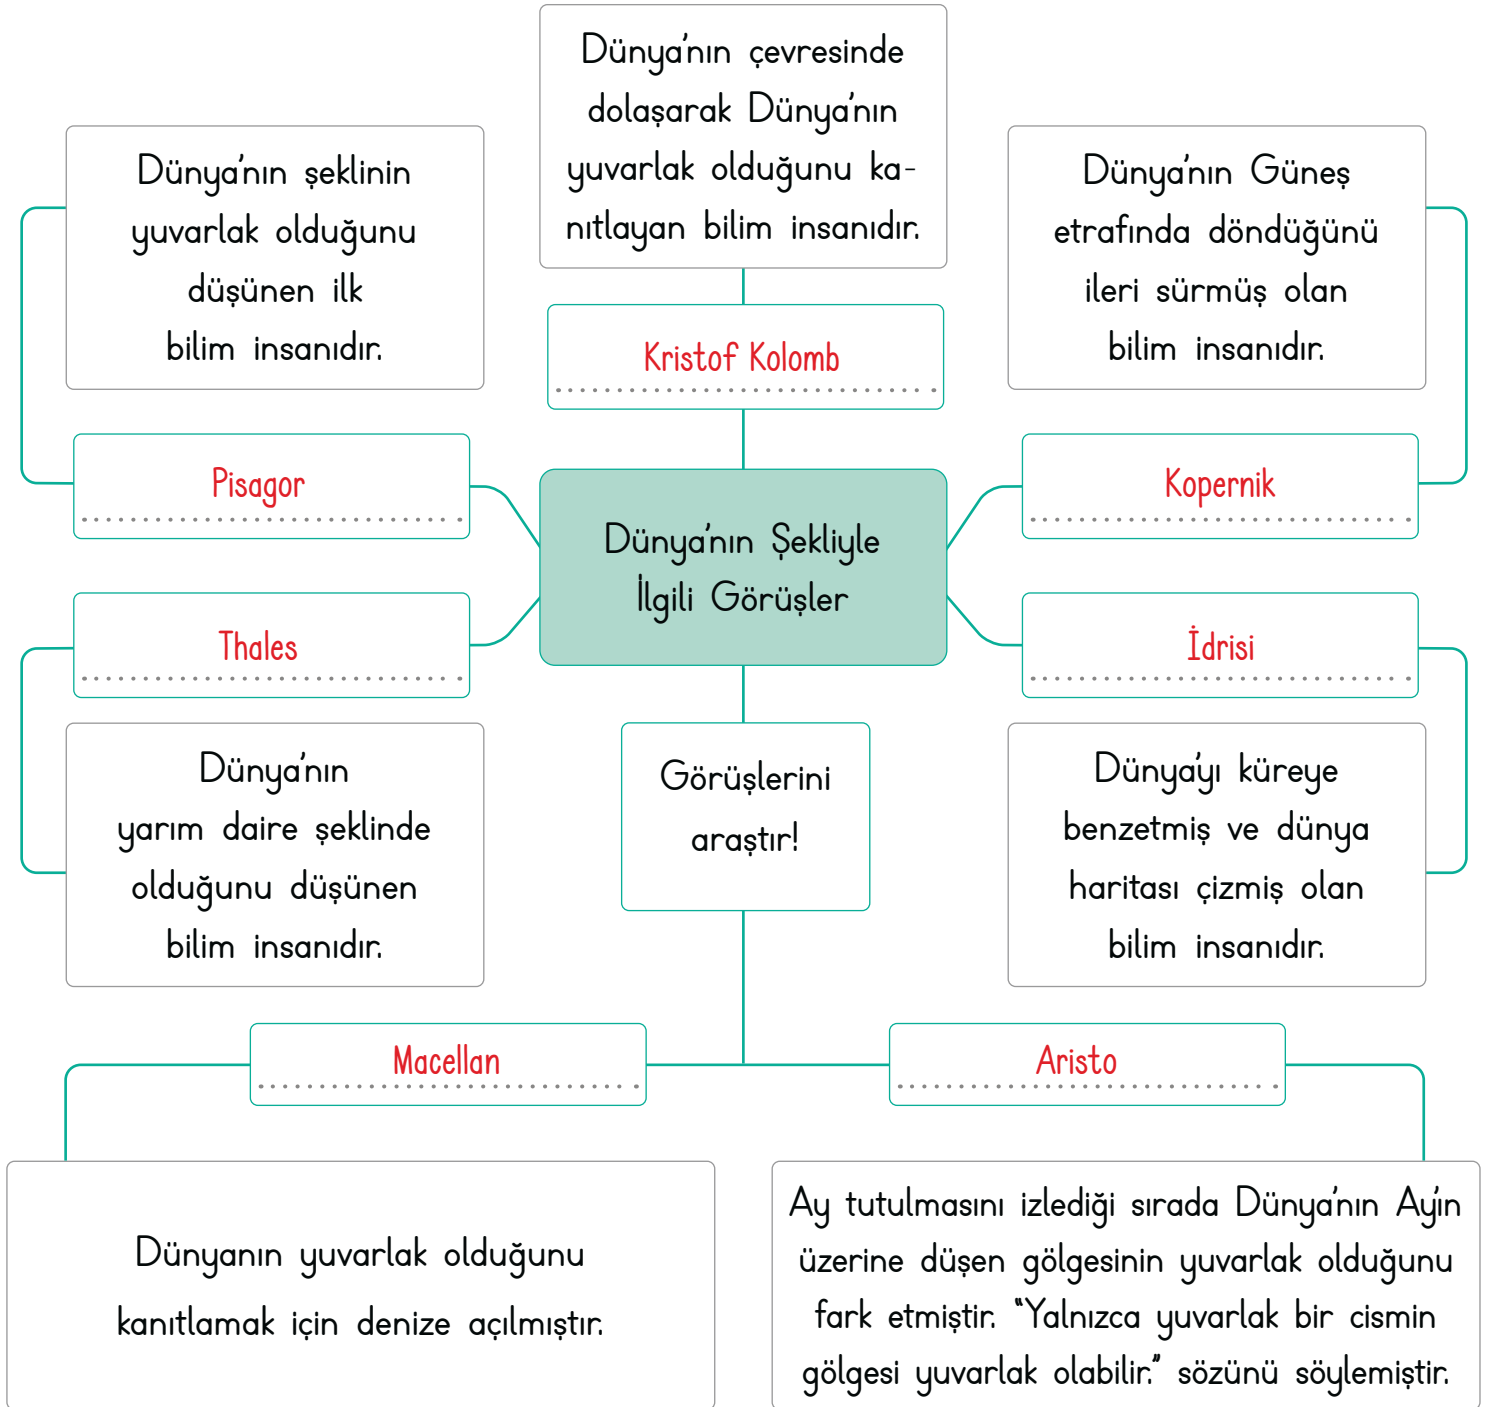 Dünya'nın çevresinde
dolaşarak Dünya'nın
yuvarlak olduğunu ka-
nıtlayan bilim insanıdır.
Kristof Kolomb
Dünya'nın şeklinin
yuvarlak olduğunu
düşünen ilk
bilim insanıdır.
Pisagor
Dünya'nın Güneş
etrafında döndüğünü
ileri sürmüş olan
bilim insanıdır.
Kopernik
Dünya'nın Şekliyle
İlgili Görüşler
Thales
Dünya'nın
yarım daire şeklinde
olduğunu düşünen
bilim insanıdır.
Görüşlerini
araştır!
İdrisi
Dünya'yı küreye
benzetmiş ve dünya
haritası çizmiş olan
bilim insanıdır.
Macellan
Dünyanın yuvarlak olduğunu
kanıtlamak için denize açılmıştır.
Aristo
Ay tutulmasını izlediği sırada Dünya'nın Ay'ın
üzerine düşen gölgesinin yuvarlak olduğunu
fark etmiştir. "Yalnızca yuvarlak bir cismin
gölgesi yuvarlak olabilir." sözünü söylemiştir.